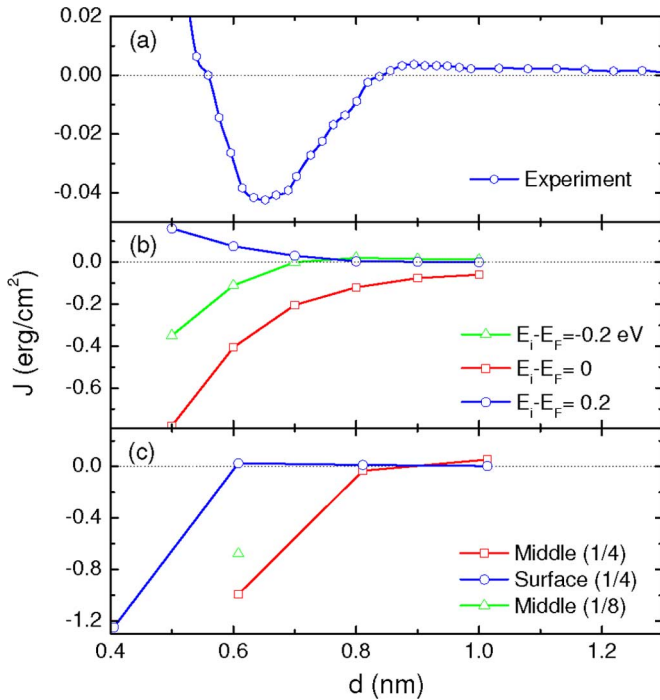 0.02
(a)
0.00
-0.02
-0.04
Experiment
(b)
0.0
-0.2
-0.4
-0.6
E_i-E_F=-0.2 eV
E_i-E_F= 0
E_i-E_F= 0.2
J (erg/cm²)
(c)
0.0
-0.4
-0.8
-1.2
Middle (1/4)
Surface (1/4)
Middle (1/8)
0.4 0.6 0.8 1.0 1.2
d (nm)